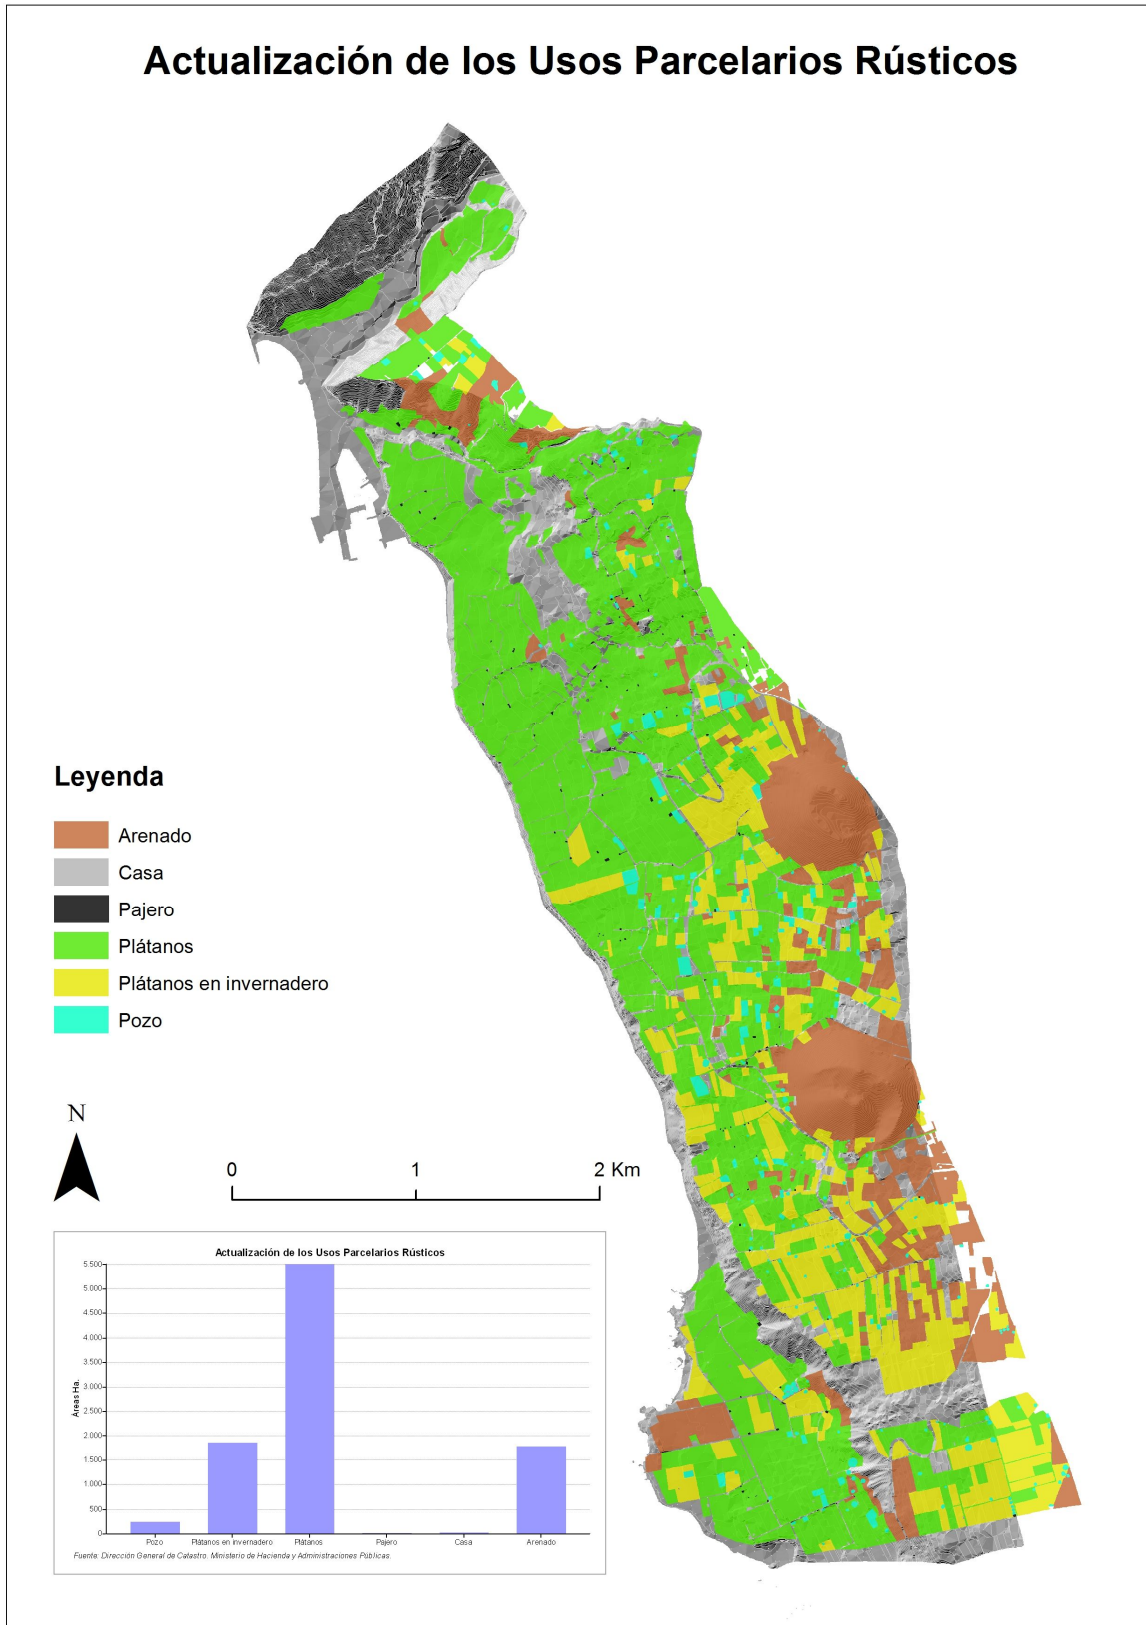 Actualización de los Usos Parcelarios Rústicos
Leyenda
Arenado
Casa
Pajero
Plátanos
Plátanos en invernadero
Pozo
N
0 1 2 Km
Actualización de los Usos Parcelarios Rústicos
Áreas Ha.
5.500
5.000
4.500
4.000
3.500
3.000
2.500
2.000
1.500
1.000
500
0
Pozo Plátanos en invernadero Plátanos Pajero Casa Arenado
Fuente: Dirección General de Catastro. Ministerio de Hacienda y Administraciones Públicas.